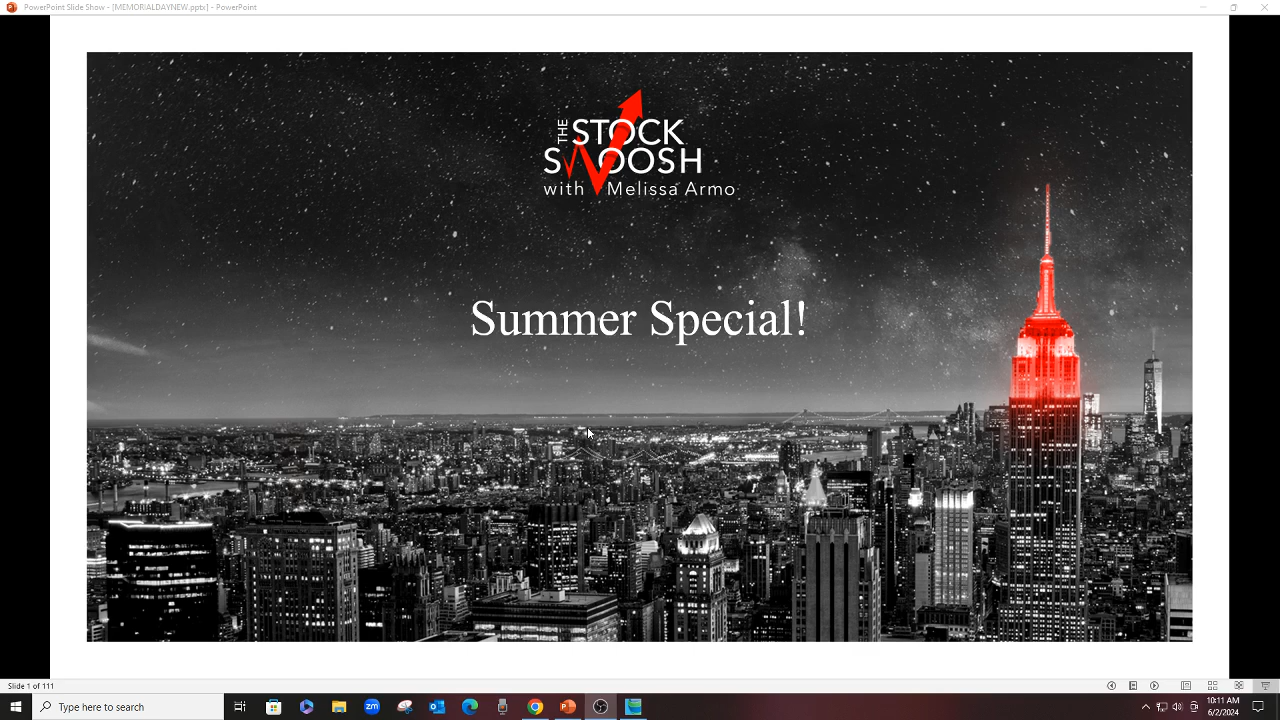 PowerPoint Slide Show - [MEMORIALDAYNEW.pptx] - PowerPoint
THE STOCK
SWOOSH
with Melissa Armo
Summer Special!
Slide 1 of 111
Type here to search
zm
10:11 AM
6/2/2024